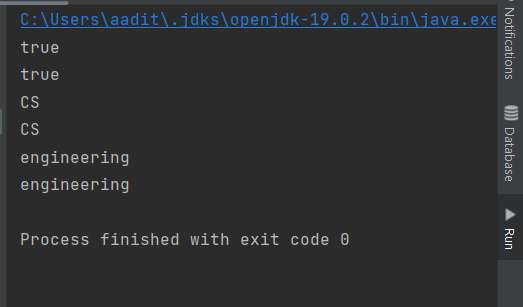 C:\Users\aadit\.jdks\openjdk-19.0.2\bin\java.exe
true
true
CS
CS
engineering
engineering
Process finished with exit code 0
Notifications
Database
Run